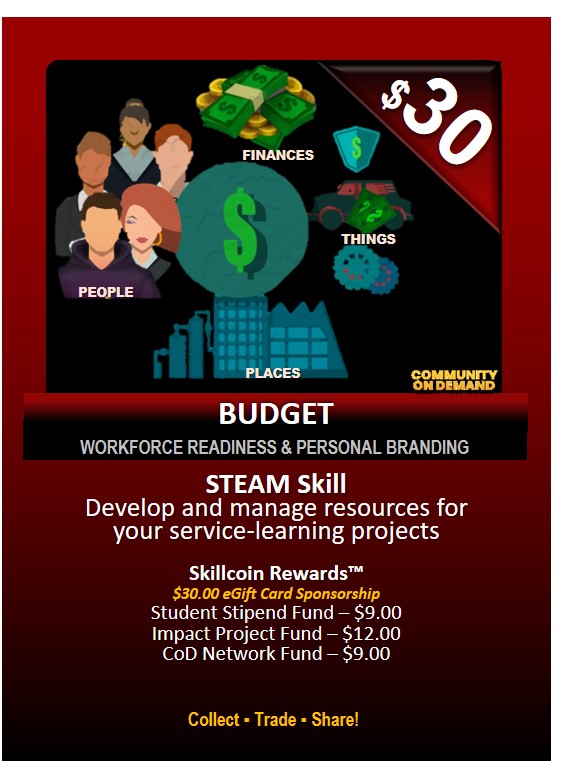 $30
FINANCES
$
THINGS
PEOPLE
$
PLACES
COMMUNITY
ON DEMAND
BUDGET
WORKFORCE READINESS & PERSONAL BRANDING
STEAM Skill
Develop and manage resources for
your service-learning projects
Skillcoin Rewards™
$30.00 eGift Card Sponsorship
Student Stipend Fund – $9.00
Impact Project Fund – $12.00
CoD Network Fund – $9.00
Collect ▪ Trade ▪ Share!